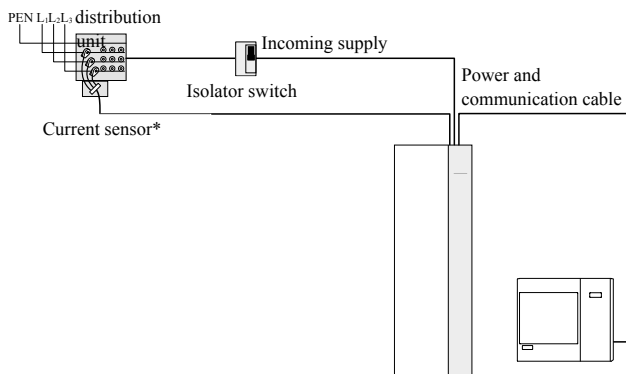 PEN L₁L₂L₃ distribution
unit
Incoming supply
Isolator switch
Power and
communication cable
Current sensor*